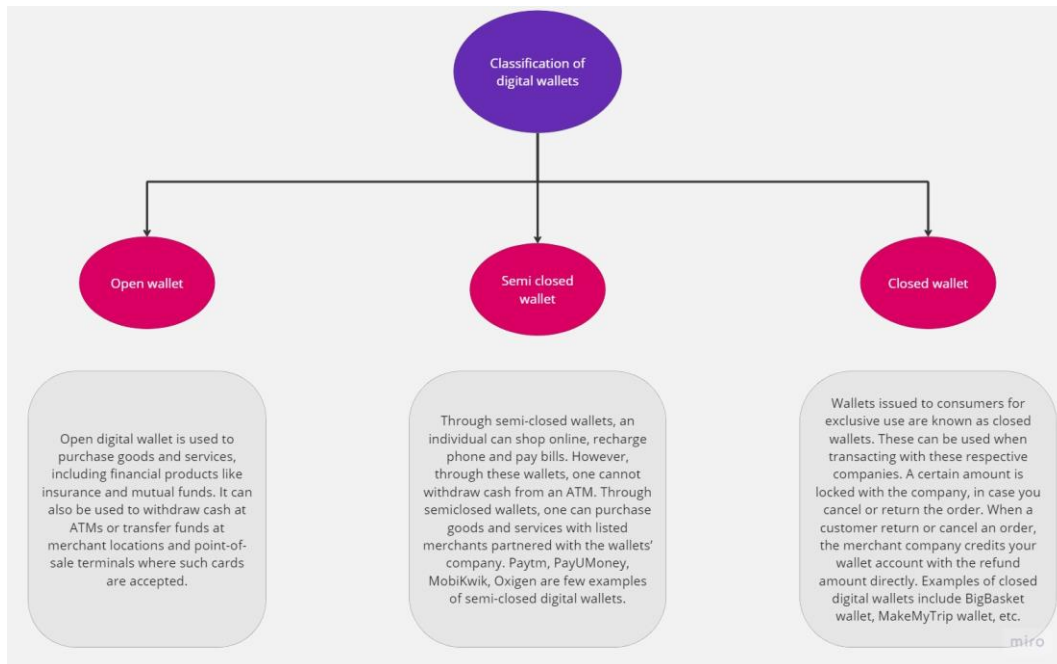 Classification of
digital wallets
Open wallet
Semi closed
wallet
Closed wallet
Open digital wallet is used to
purchase goods and services,
including financial products like
insurance and mutual funds. It can
also be used to withdraw cash at
ATMs or transfer funds at
merchant locations and point-of-
sale terminals where such cards
are accepted.
Through semi-closed wallets, an
individual can shop online, recharge
phone and pay bills. However,
through these wallets, one cannot
withdraw cash from an ATM. Through
semiclosed wallets, one can purchase
goods and services with listed
merchants partnered with the wallets’
company. Paytm, PayUMoney,
MobiKwik, Oxigen are few examples
of semi-closed digital wallets.
Wallets issued to consumers for
exclusive use are known as closed
wallets. These can be used when
transacting with these respective
companies. A certain amount is
locked with the company, in case you
cancel or return the order. When a
customer return or cancel an order,
the merchant company credits your
wallet account with the refund
amount directly. Examples of closed
digital wallets include BigBasket
wallet, MakeMyTrip wallet, etc.
miro